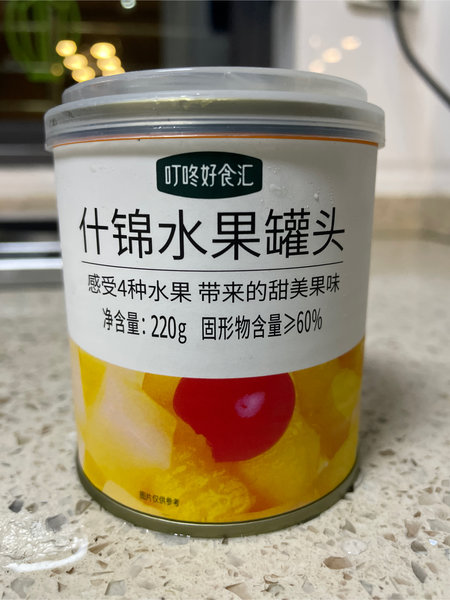 叮咚好食汇
什锦水果罐头
感受4种水果 带来的甜美果味
净含量: 220g 固形物含量≥60%
图片仅供参考